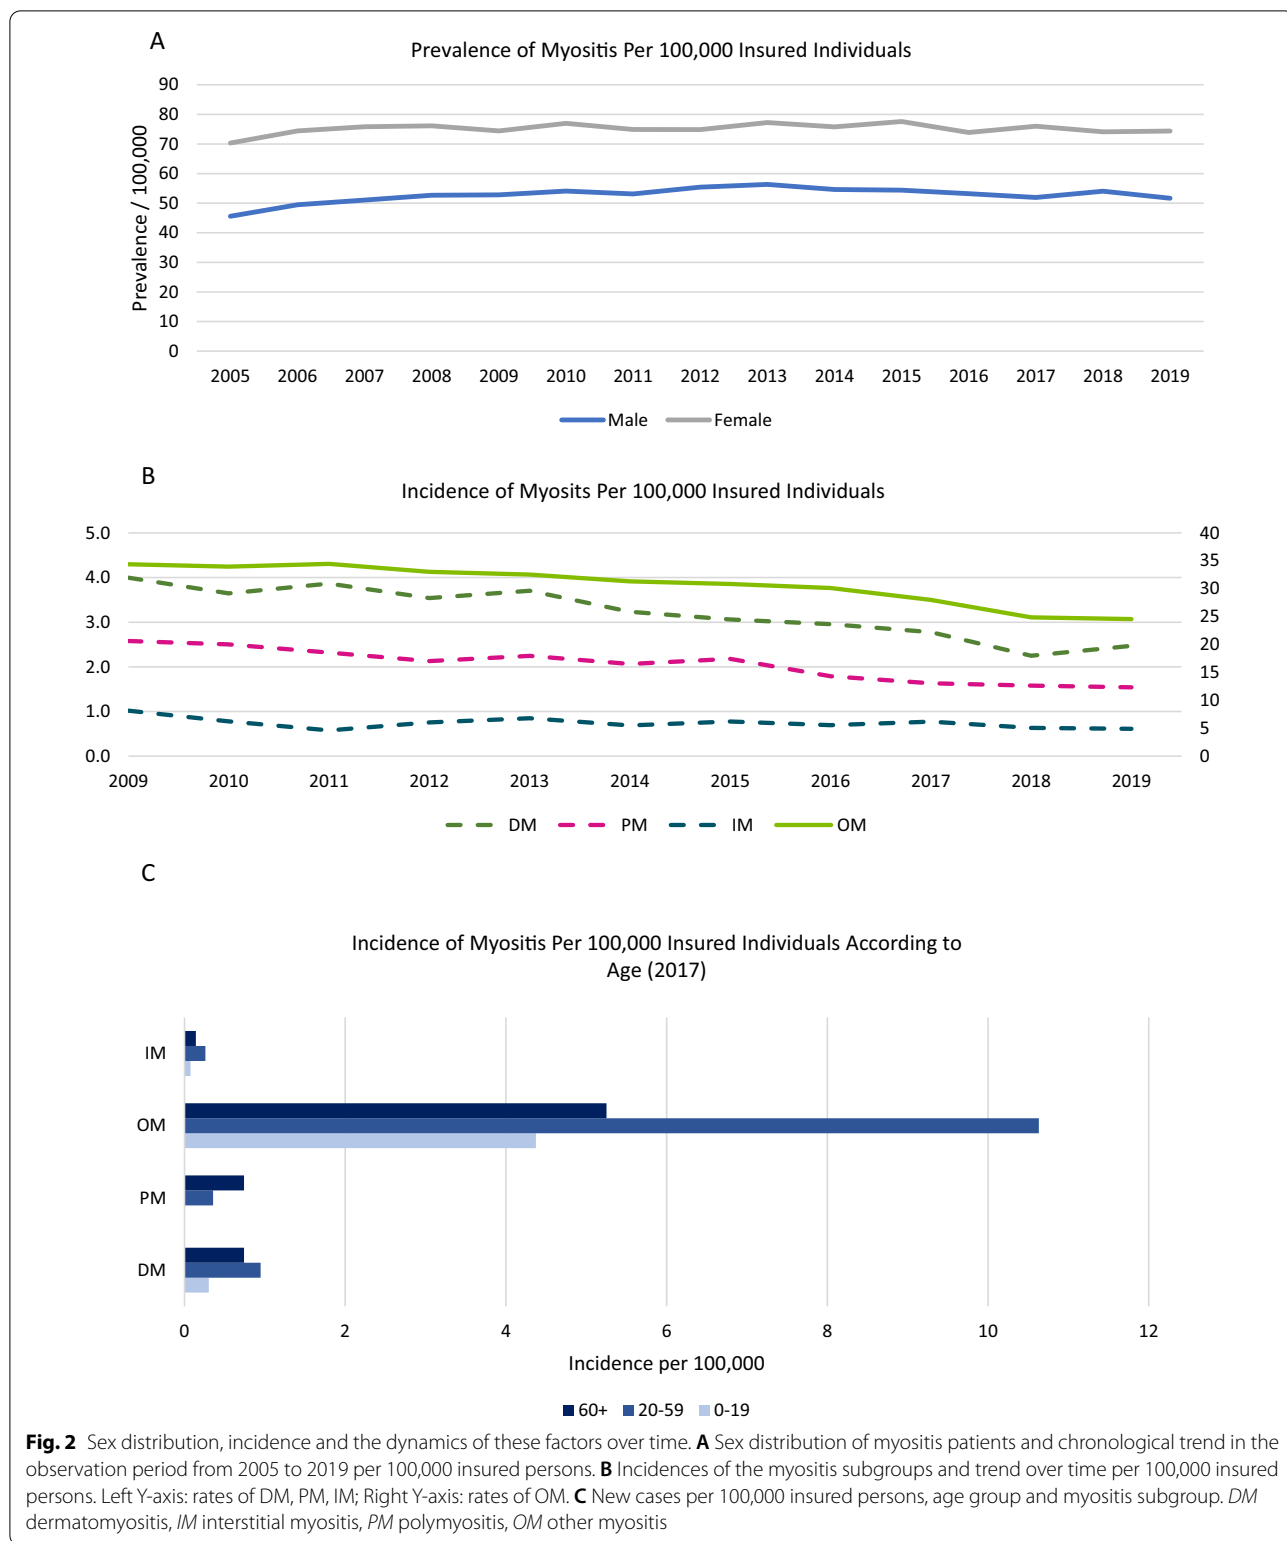 A
Prevalence of Myositis Per 100,000 Insured Individuals
Prevalence / 100,000
90
80
70
60
50
40
30
20
10
0
2005 2006 2007 2008 2009 2010 2011 2012 2013 2014 2015 2016 2017 2018 2019
Male Female
B
Incidence of Myosits Per 100,000 Insured Individuals
5.0 40
35
4.0 30
3.0 25
20
2.0 15
1.0 10
5
0.0 0
2009 2010 2011 2012 2013 2014 2015 2016 2017 2018 2019
DM PM IM OM
C
Incidence of Myositis Per 100,000 Insured Individuals According to
Age (2017)
IM
OM
PM
DM
0 2 4 6 8 10 12
Incidence per 100,000
60+ 20-59 0-19
Fig. 2 Sex distribution, incidence and the dynamics of these factors over time. A Sex distribution of myositis patients and chronological trend in the
observation period from 2005 to 2019 per 100,000 insured persons. B Incidences of the myositis subgroups and trend over time per 100,000 insured
persons. Left Y-axis: rates of DM, PM, IM; Right Y-axis: rates of OM. C New cases per 100,000 insured persons, age group and myositis subgroup. DM
dermatomyositis, IM interstitial myositis, PM polymyositis, OM other myositis